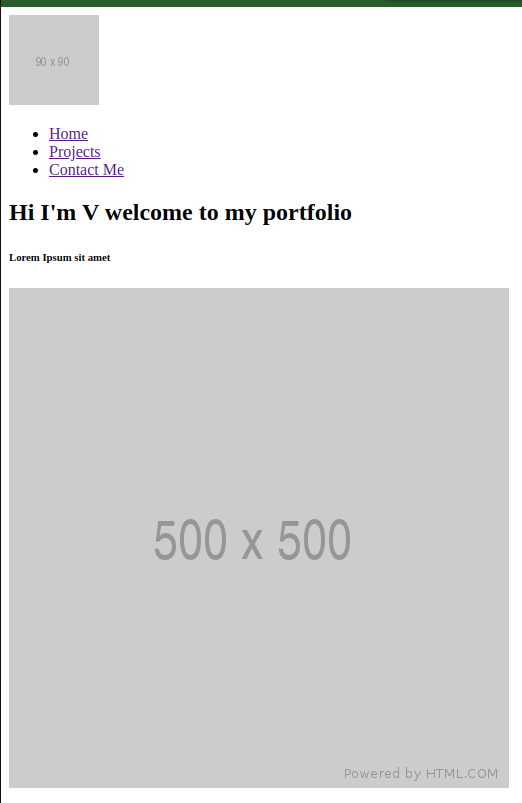 90 x 90
Home
Projects
Contact Me
Hi I'm V welcome to my portfolio
Lorem Ipsum sit amet
500 x 500
Powered by HTML.COM